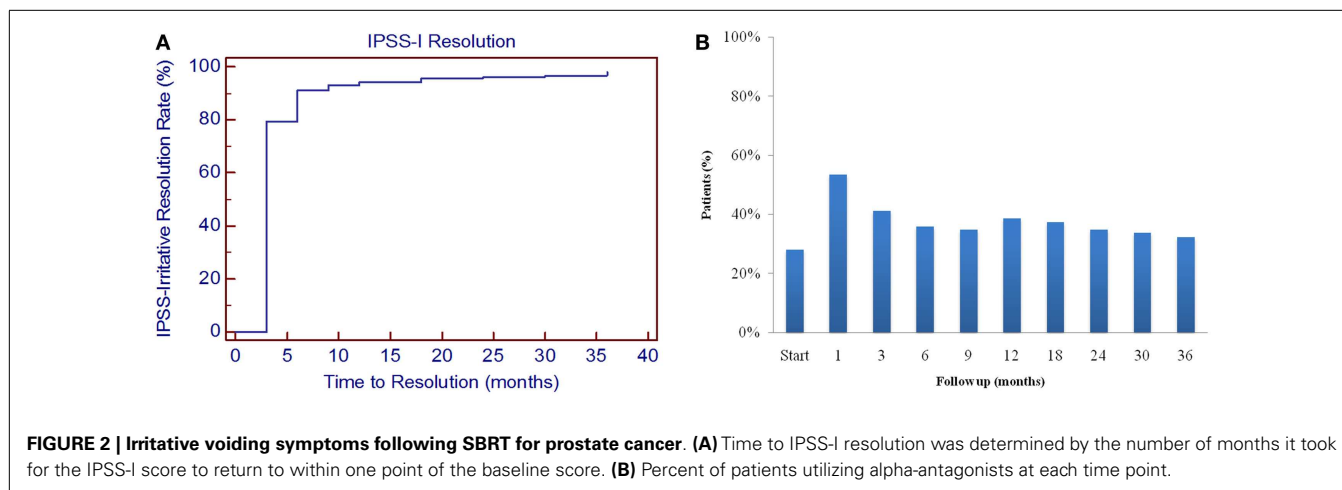 A
IPSS-I Resolution
IPSS-Irritative Resolution Rate (%)
100
80
60
40
20
0
0 5 10 15 20 25 30 35 40
Time to Resolution (months)
B
Patients (%)
100%
80%
60%
40%
20%
0%
Start 1 3 6 9 12 18 24 30 36
Follow up (months)
FIGURE 2 | Irritative voiding symptoms following SBRT for prostate cancer. (A) Time to IPSS-I resolution was determined by the number of months it took
for the IPSS-I score to return to within one point of the baseline score. (B) Percent of patients utilizing alpha-antagonists at each time point.